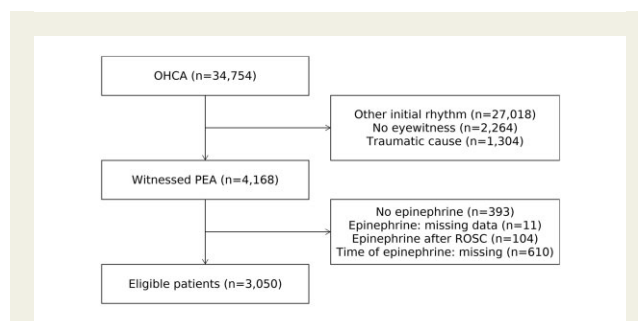 OHCA (n=34,754)
Other initial rhythm (n=27,018)
No eyewitness (n=2,264)
Traumatic cause (n=1,304)
Witnessed PEA (n=4,168)
No epinephrine (n=393)
Epinephrine: missing data (n=11)
Epinephrine after ROSC (n=104)
Time of epinephrine: missing (n=610)
Eligible patients (n=3,050)